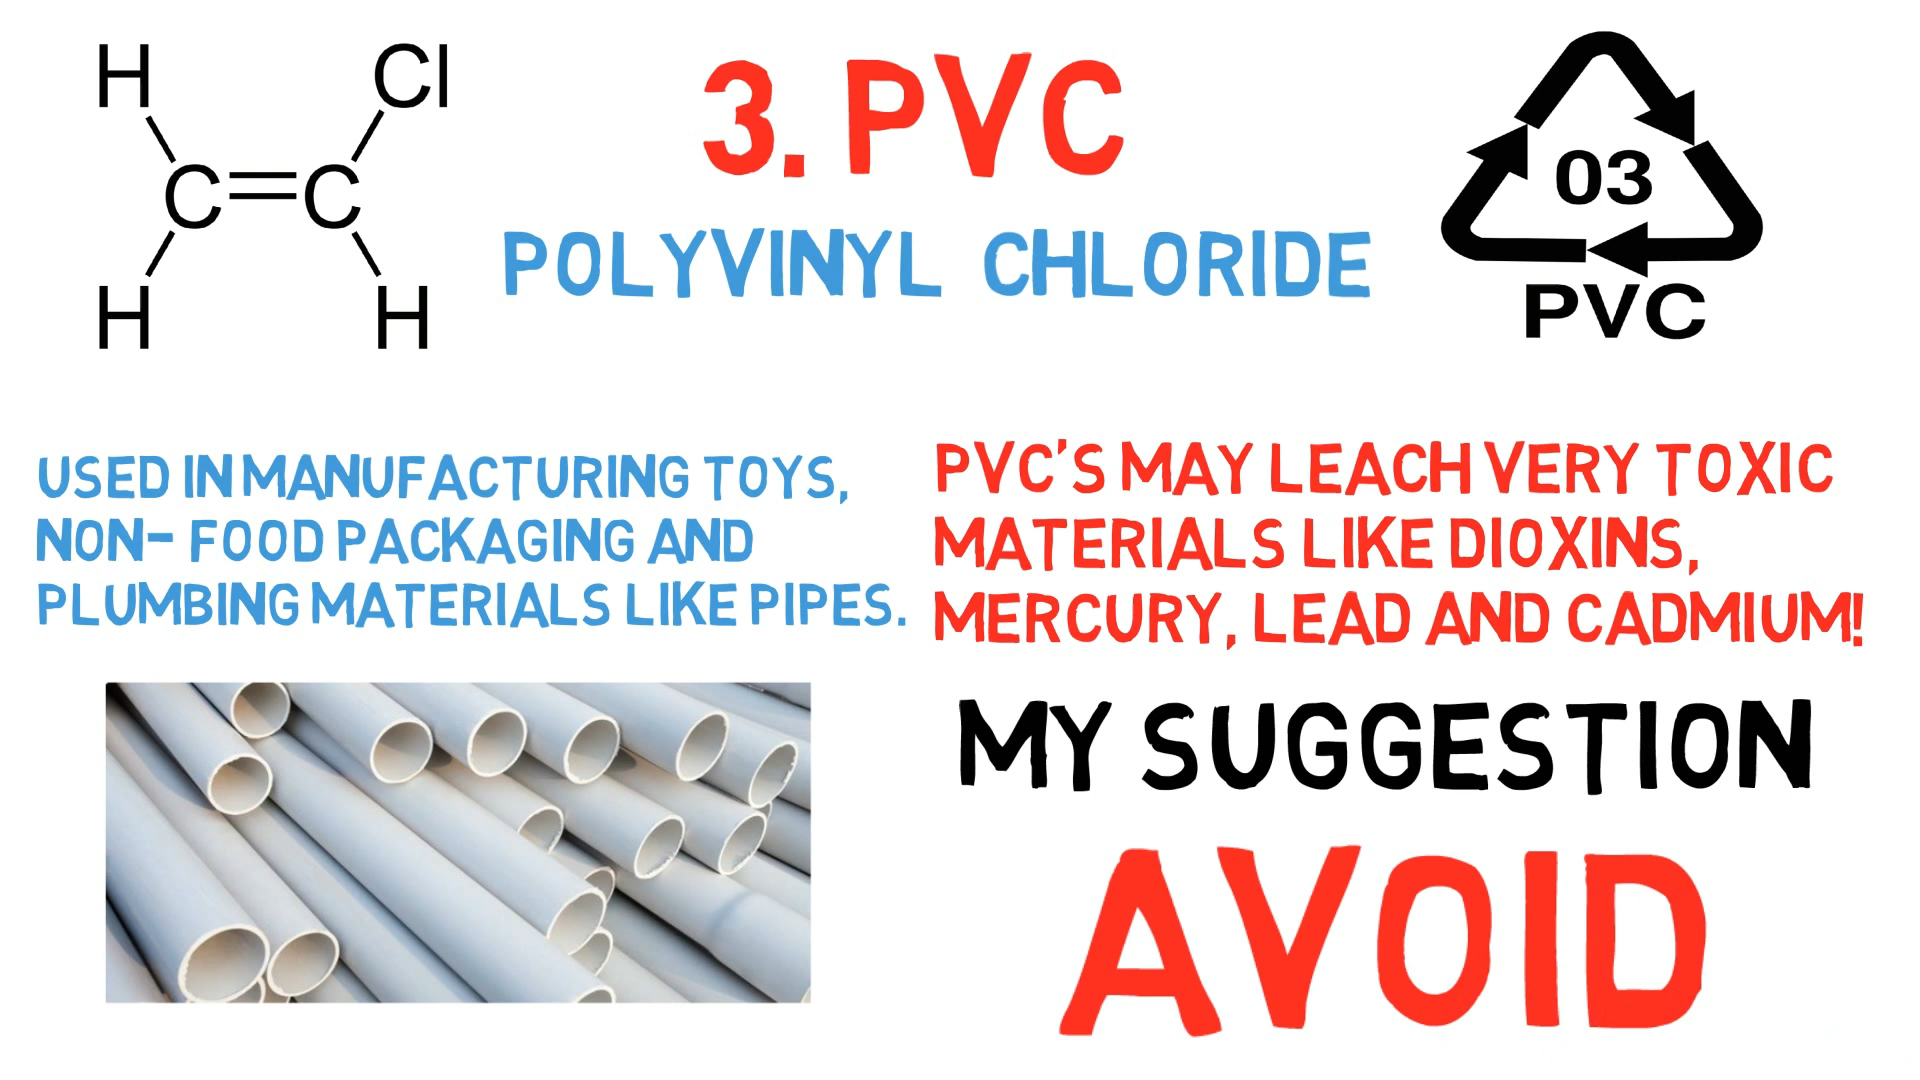 H Cl
C C
H H
3. PVC
POLYVINYL CHLORIDE
03
PVC
USED IN MANUFACTURING TOYS,
NON- FOOD PACKAGING AND
PLUMBING MATERIALS LIKE PIPES.
PVC'S MAY LEACH VERY TOXIC
MATERIALS LIKE DIOXINS,
MERCURY, LEAD AND CADMIUM!
MY SUGGESTION
AVOID